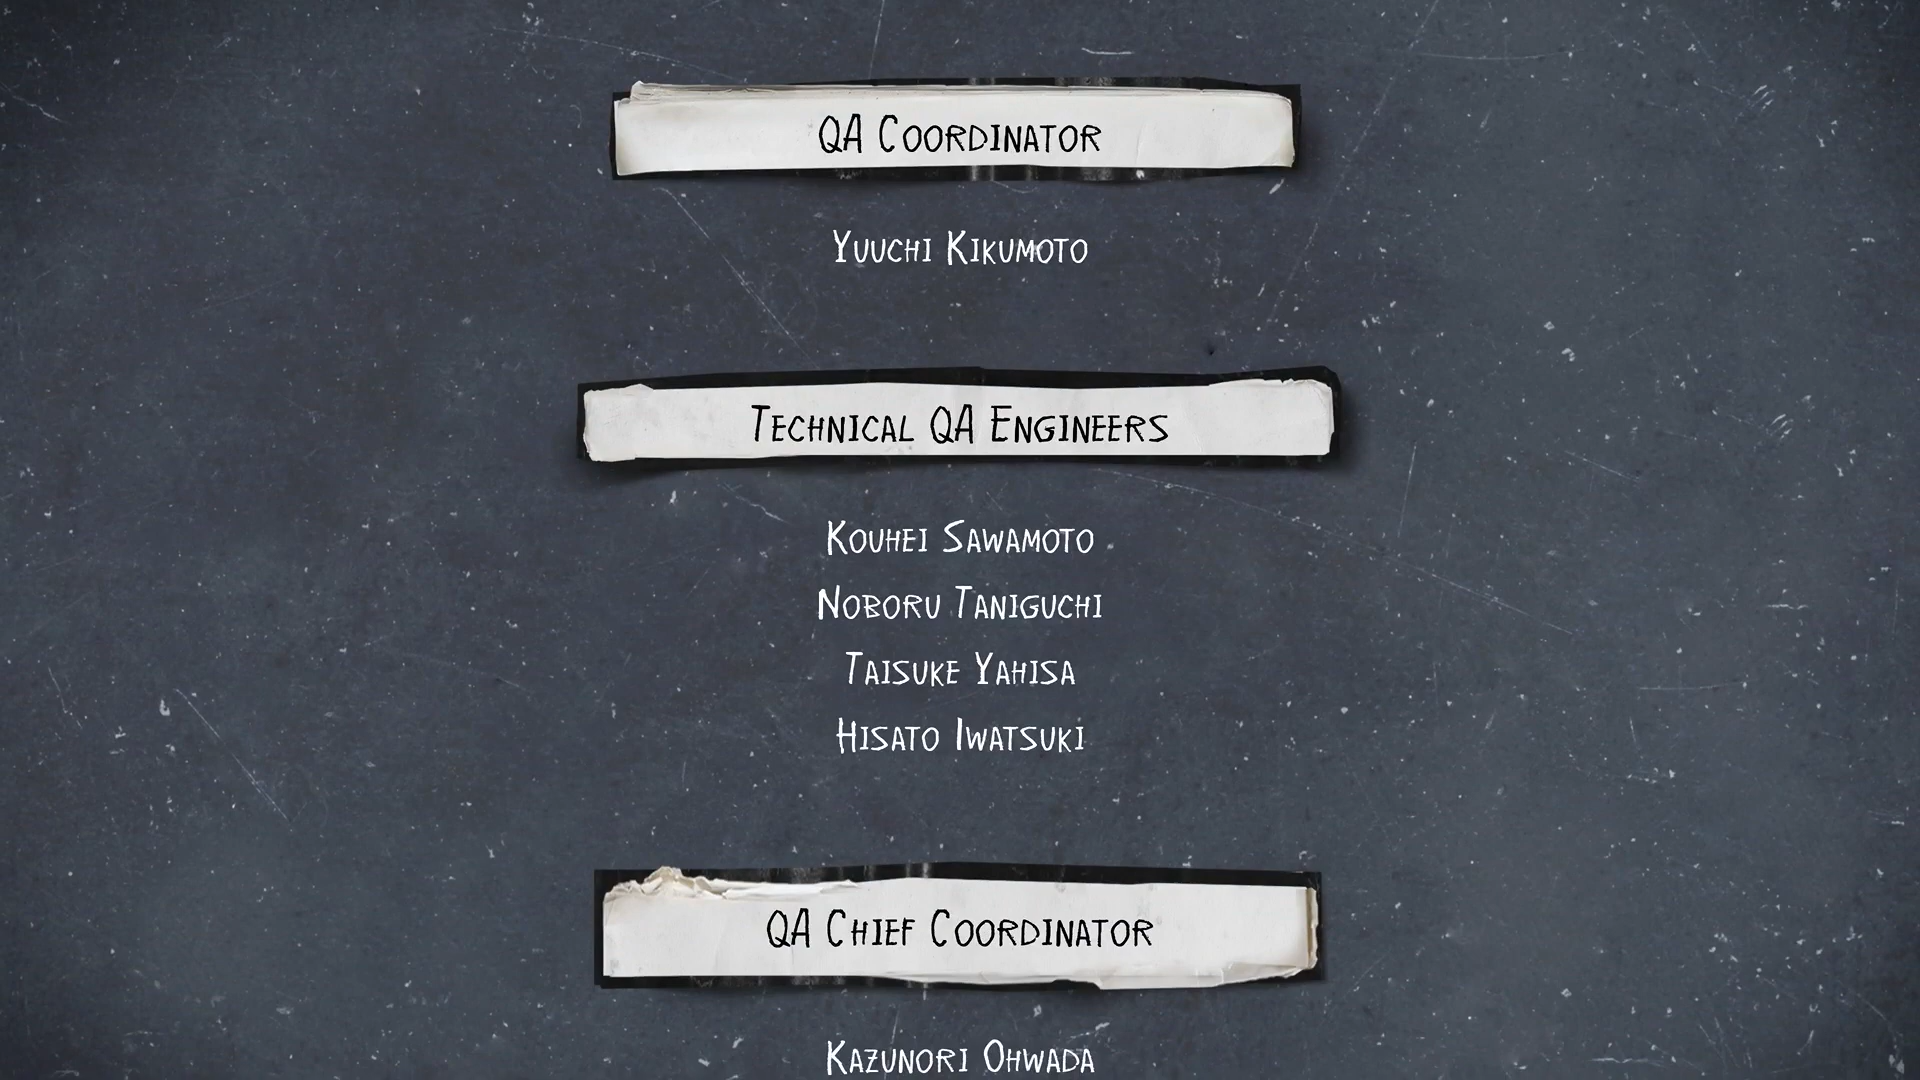 QA Coordinator
Yuuchi Kikumoto
Technical QA Engineers
Kouhei Sawamoto
Noboru Taniguchi
Taisuke Yahisa
Hisato Iwatsuki
QA Chief Coordinator
Kazunori Ohwada